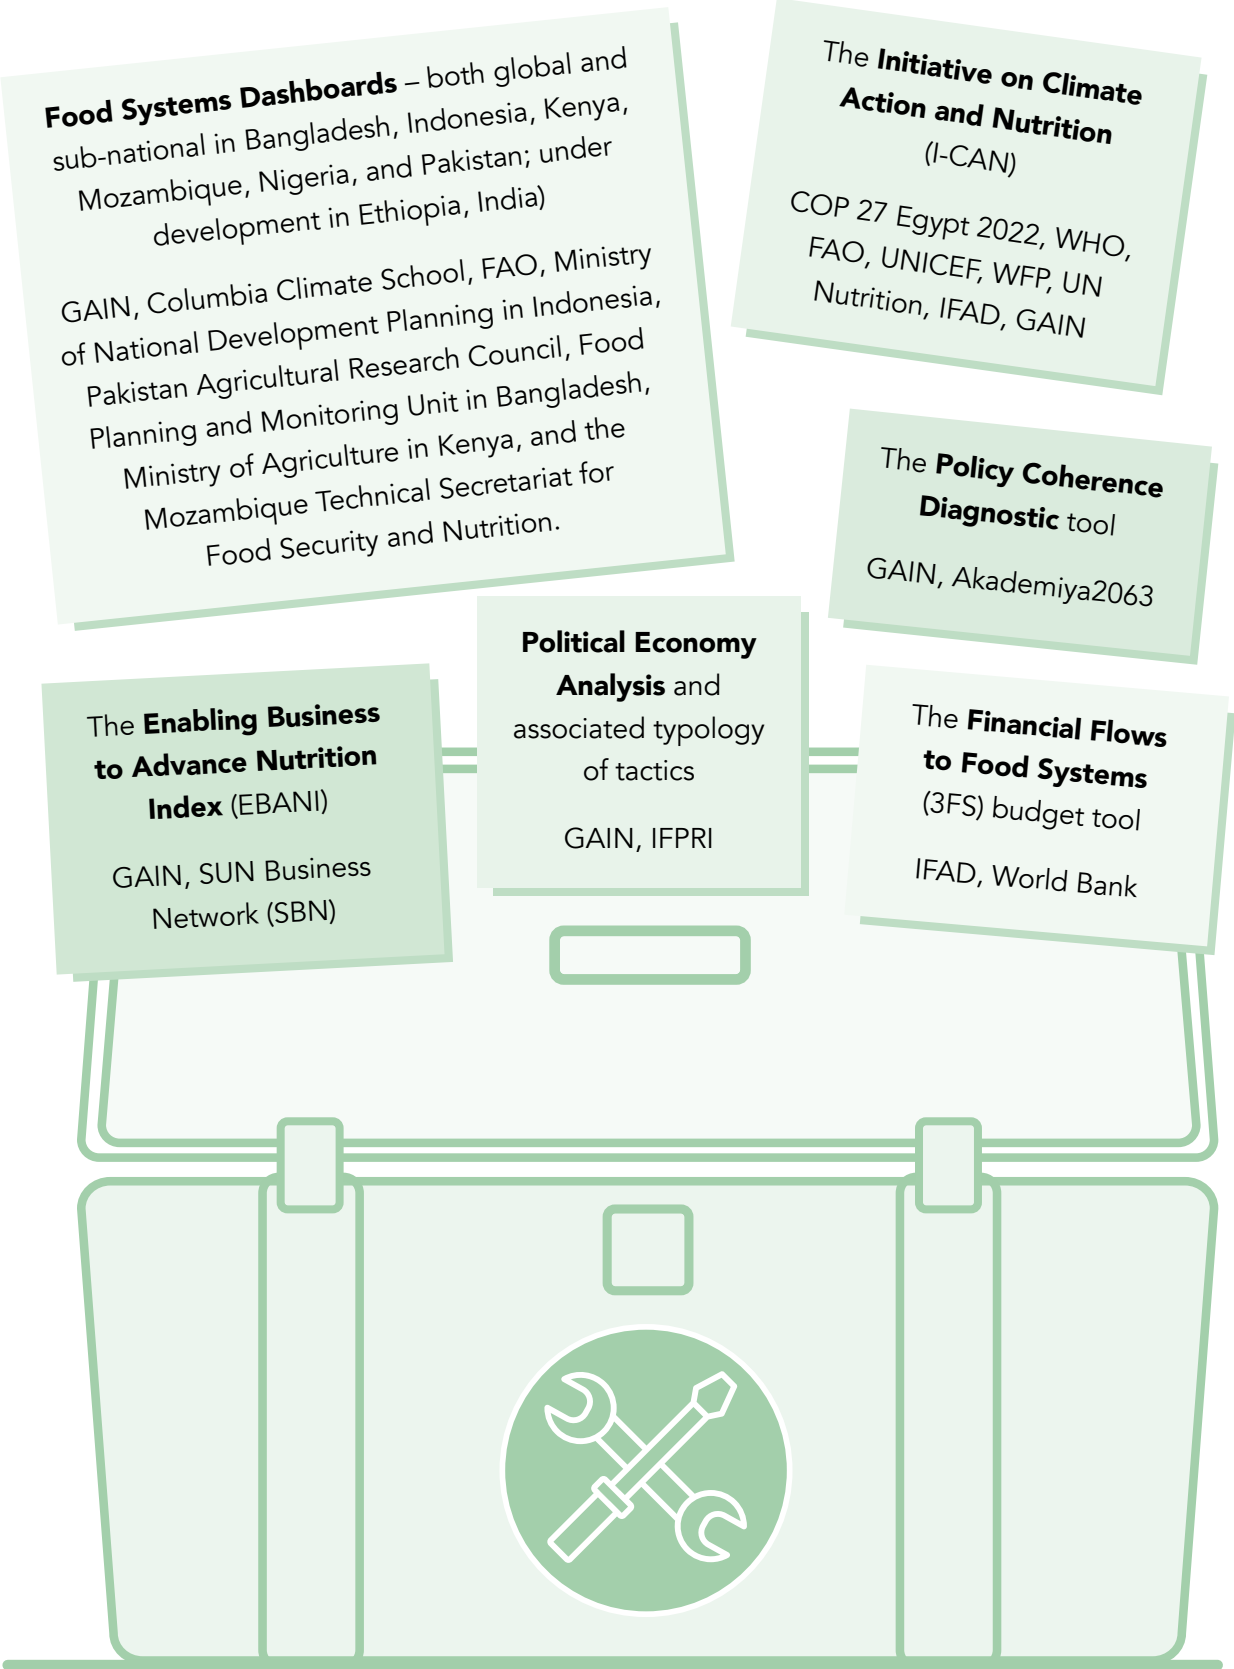 Food Systems Dashboards – both global and
sub-national in Bangladesh, Indonesia, Kenya,
Mozambique, Nigeria, and Pakistan; under
development in Ethiopia, India)
GAIN, Columbia Climate School, FAO, Ministry
of National Development Planning in Indonesia,
Pakistan Agricultural Research Council, Food
Planning and Monitoring Unit in Bangladesh,
Ministry of Agriculture in Kenya, and the
Mozambique Technical Secretariat for
Food Security and Nutrition.
The Initiative on Climate
Action and Nutrition
(I-CAN)
COP 27 Egypt 2022, WHO,
FAO, UNICEF, WFP, UN
Nutrition, IFAD, GAIN
The Policy Coherence
Diagnostic tool
GAIN, Akademiya2063
The Enabling Business
to Advance Nutrition
Index (EBANI)
GAIN, SUN Business
Network (SBN)
Political Economy
Analysis and
associated typology
of tactics
GAIN, IFPRI
The Financial Flows
to Food Systems
(3FS) budget tool
IFAD, World Bank